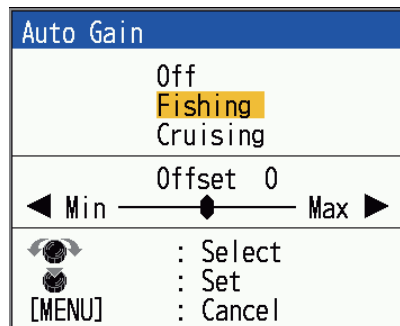 Auto Gain
Off
Fishing
Cruising
Offset 0
Min Max
: Select
: Set
[MENU] : Cancel